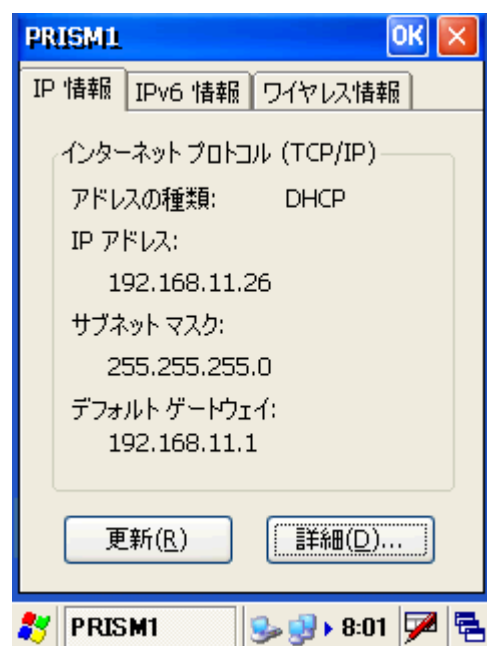 PRISM1 OK
IP 情報 IPv6 情報 ワイヤレス情報
インターネット プロトコル (TCP/IP)
アドレスの種類: DHCP
IP アドレス:
192.168.11.26
サブネット マスク:
255.255.255.0
デフォルト ゲートウェイ:
192.168.11.1
更新(R) 詳細(D)...
PRISM1 8:01